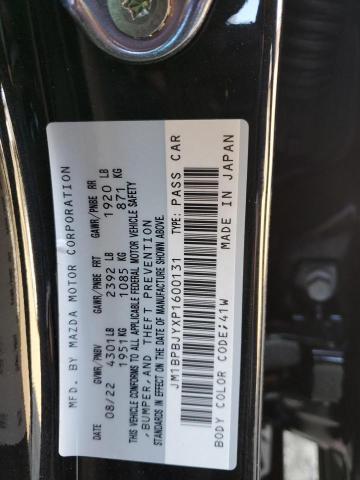 MFD. BY MAZDA MOTOR CORPORATION
GVWR/PNBV GAWR/PNBE FRT GAWR/PNBE RR
08/22 4301LB 2392 LB 1920 LB
1951KG 1085 KG 871 KG
THIS VEHICLE CONFORMS TO ALL APPLICABLE FEDERAL MOTOR VEHICLE SAFETY
, BUMPER, AND THEFT PREVENTION
STANDARDS IN EFFECT ON THE DATE OF MANUFACTURE SHOWN ABOVE.
JM1BPBJYXP1600131 TYPE: PASS CAR
BODY COLOR CODE:41W MADE IN JAPAN